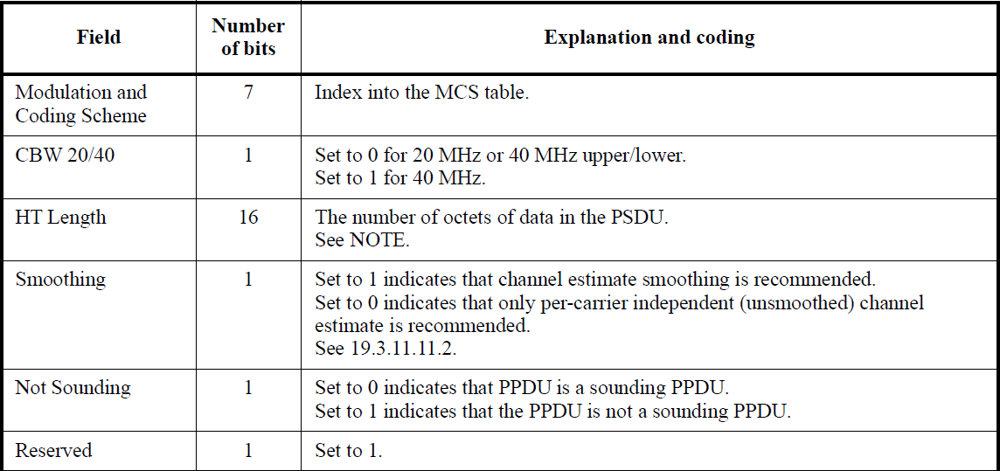 Field
Number
of bits
Explanation and coding
Modulation and
Coding Scheme
7
Index into the MCS table.
CBW 20/40
1
Set to 0 for 20 MHz or 40 MHz upper/lower.
Set to 1 for 40 MHz.
HT Length
16
The number of octets of data in the PSDU.
See NOTE.
Smoothing
1
Set to 1 indicates that channel estimate smoothing is recommended.
Set to 0 indicates that only per-carrier independent (unsmoothed) channel
estimate is recommended.
See 19.3.11.11.2.
Not Sounding
1
Set to 0 indicates that PPDU is a sounding PPDU.
Set to 1 indicates that the PPDU is not a sounding PPDU.
Reserved
1
Set to 1.